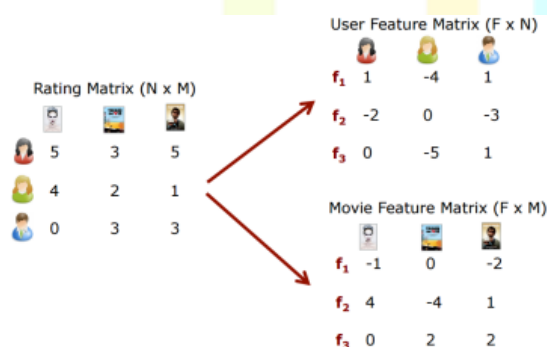 User Feature Matrix (F x N)
f1 1 -4 1
f2 -2 0 -3
f3 0 -5 1
Rating Matrix (N x M)
5 3 5
4 2 1
0 3 3
Movie Feature Matrix (F x M)
f1 -1 0 -2
f2 4 -4 1
f3 0 2 2